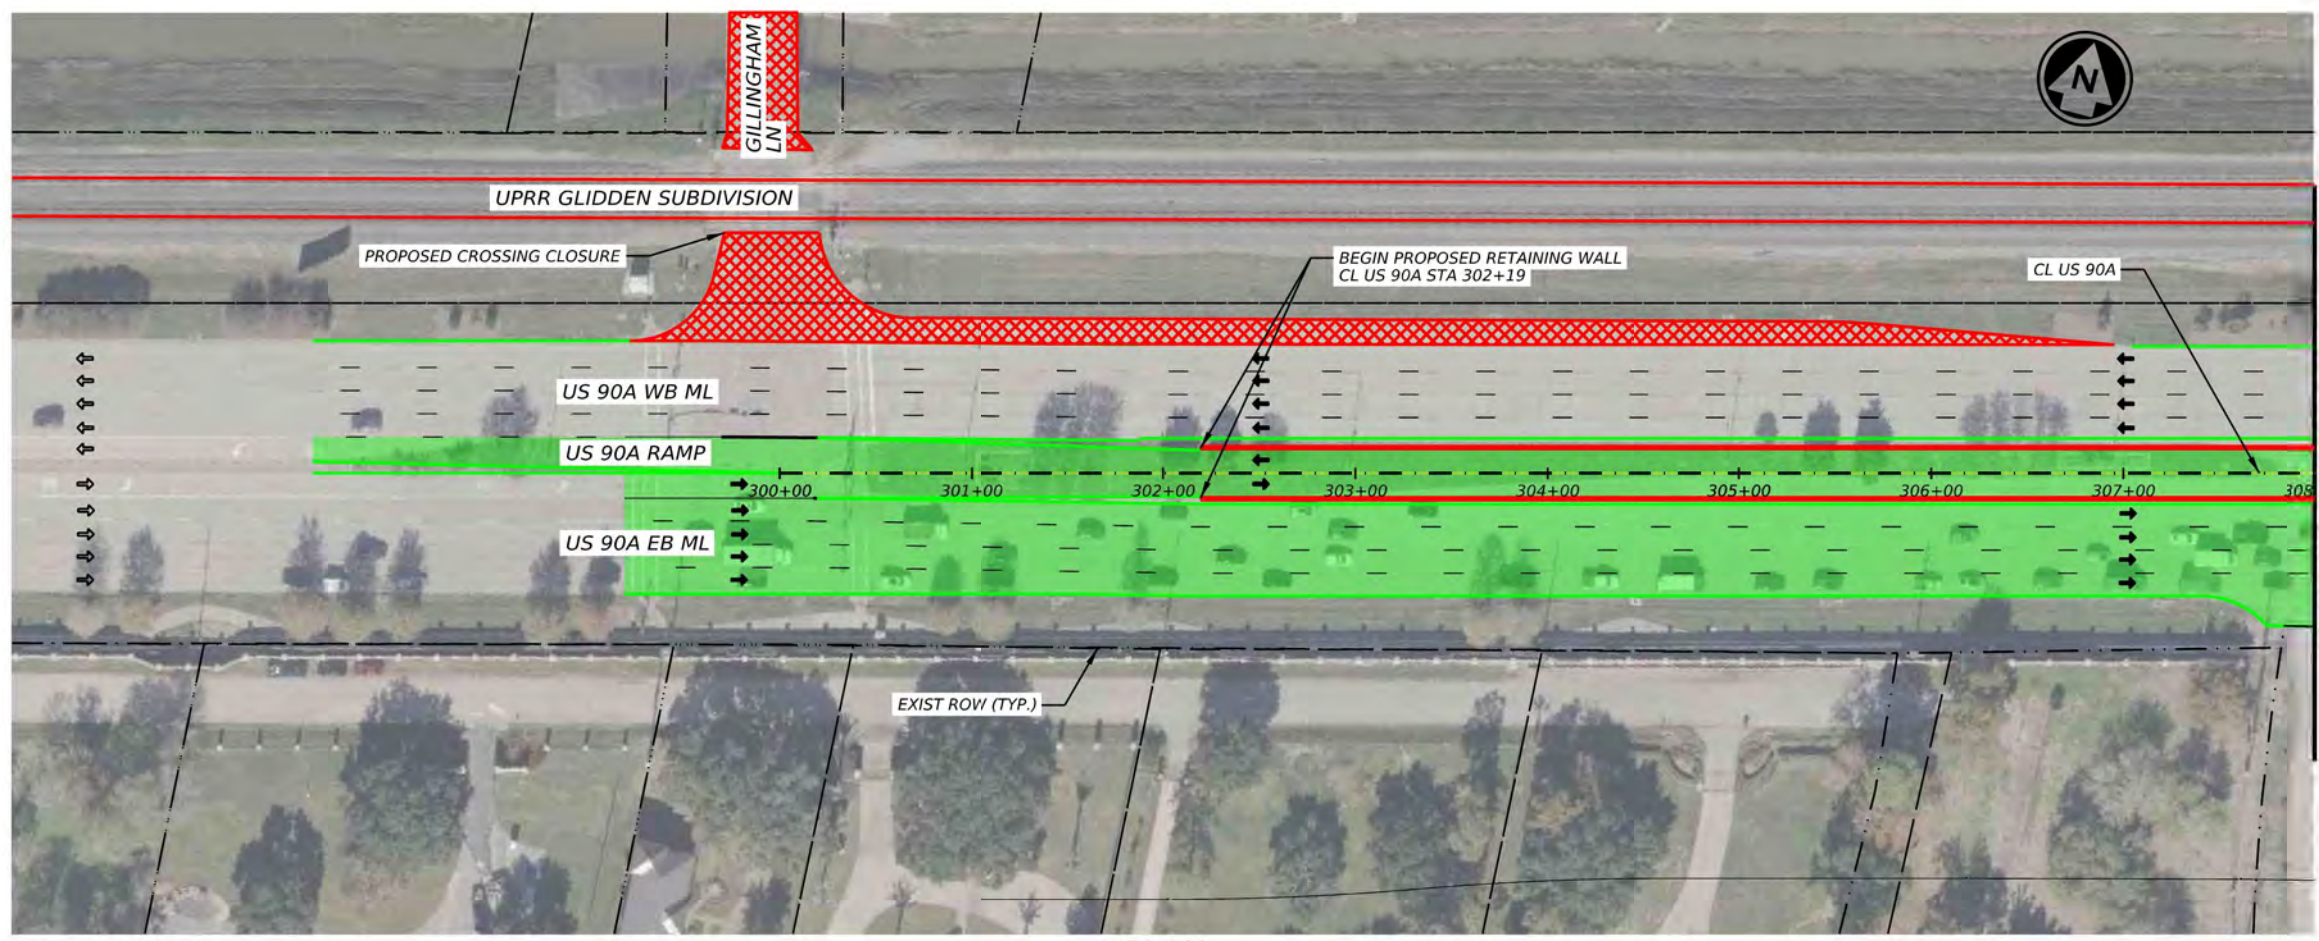 GILLINGHAM
LN
N
UPRR GLIDDEN SUBDIVISION
PROPOSED CROSSING CLOSURE
BEGIN PROPOSED RETAINING WALL
CL US 90A STA 302+19
CL US 90A
US 90A WB ML
US 90A RAMP
300+00
301+00
302+00
303+00
304+00
305+00
306+00
307+00
308
US 90A EB ML
EXIST ROW (TYP.)